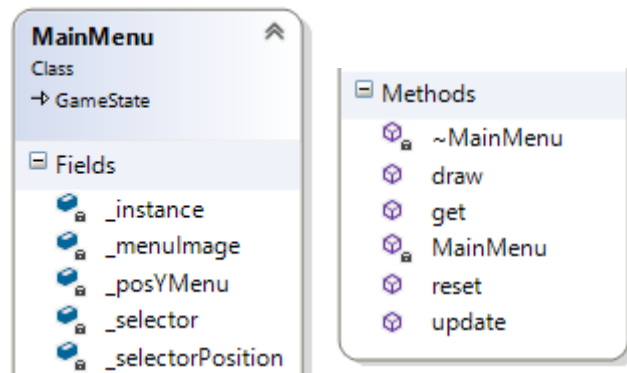 MainMenu
Class
GameState
Fields
_instance
_menuImage
_posYMenu
_selector
_selectorPosition
Methods
~MainMenu
draw
get
MainMenu
reset
update